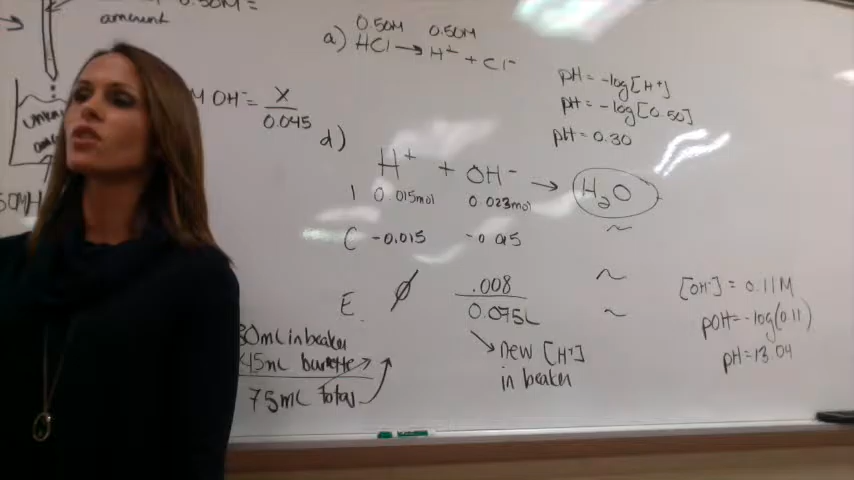 amount
a) 0.50M 0.50M
HCl → H⁺ + Cl⁻
pH = -log[H⁺]
pH = -log[0.50]
pH = 0.30
M OH⁻ = X
0.045
d)
H⁺ + OH⁻ → H₂O
I 0.015mol 0.023mol
C -0.015 -0.015 ~
E ∅ .008 ~
0.075L ~
new [H⁺]
in beaker
30mL in beaker
45mL burette
75mL total
[OH⁻] = 0.11M
pOH = -log(0.11)
pH = 13.04